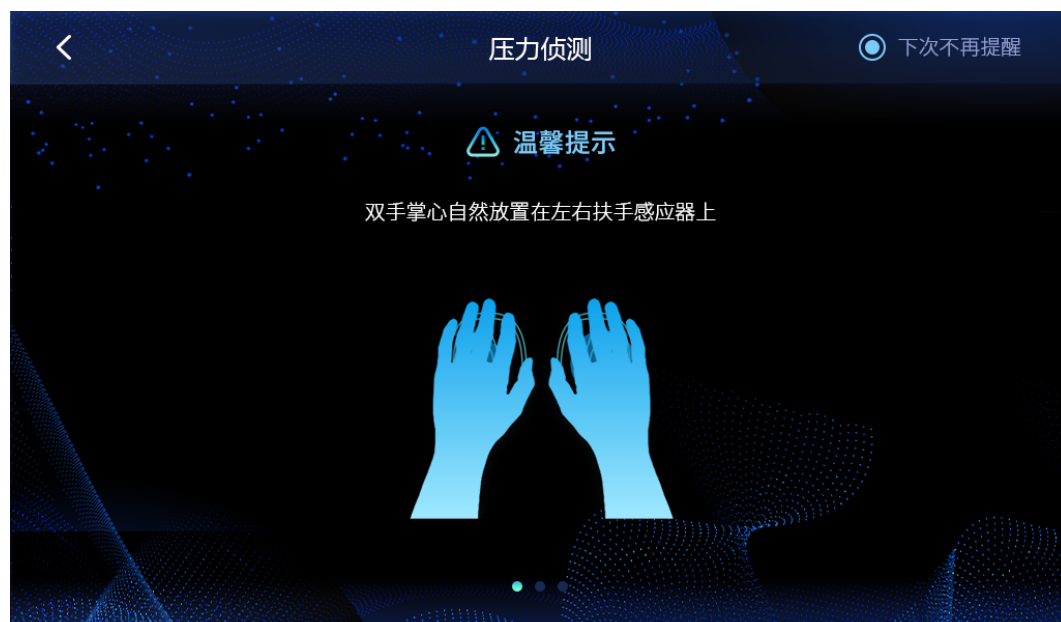 压力侦测
下次不再提醒
温馨提示
双手掌心自然放置在左右扶手感应器上